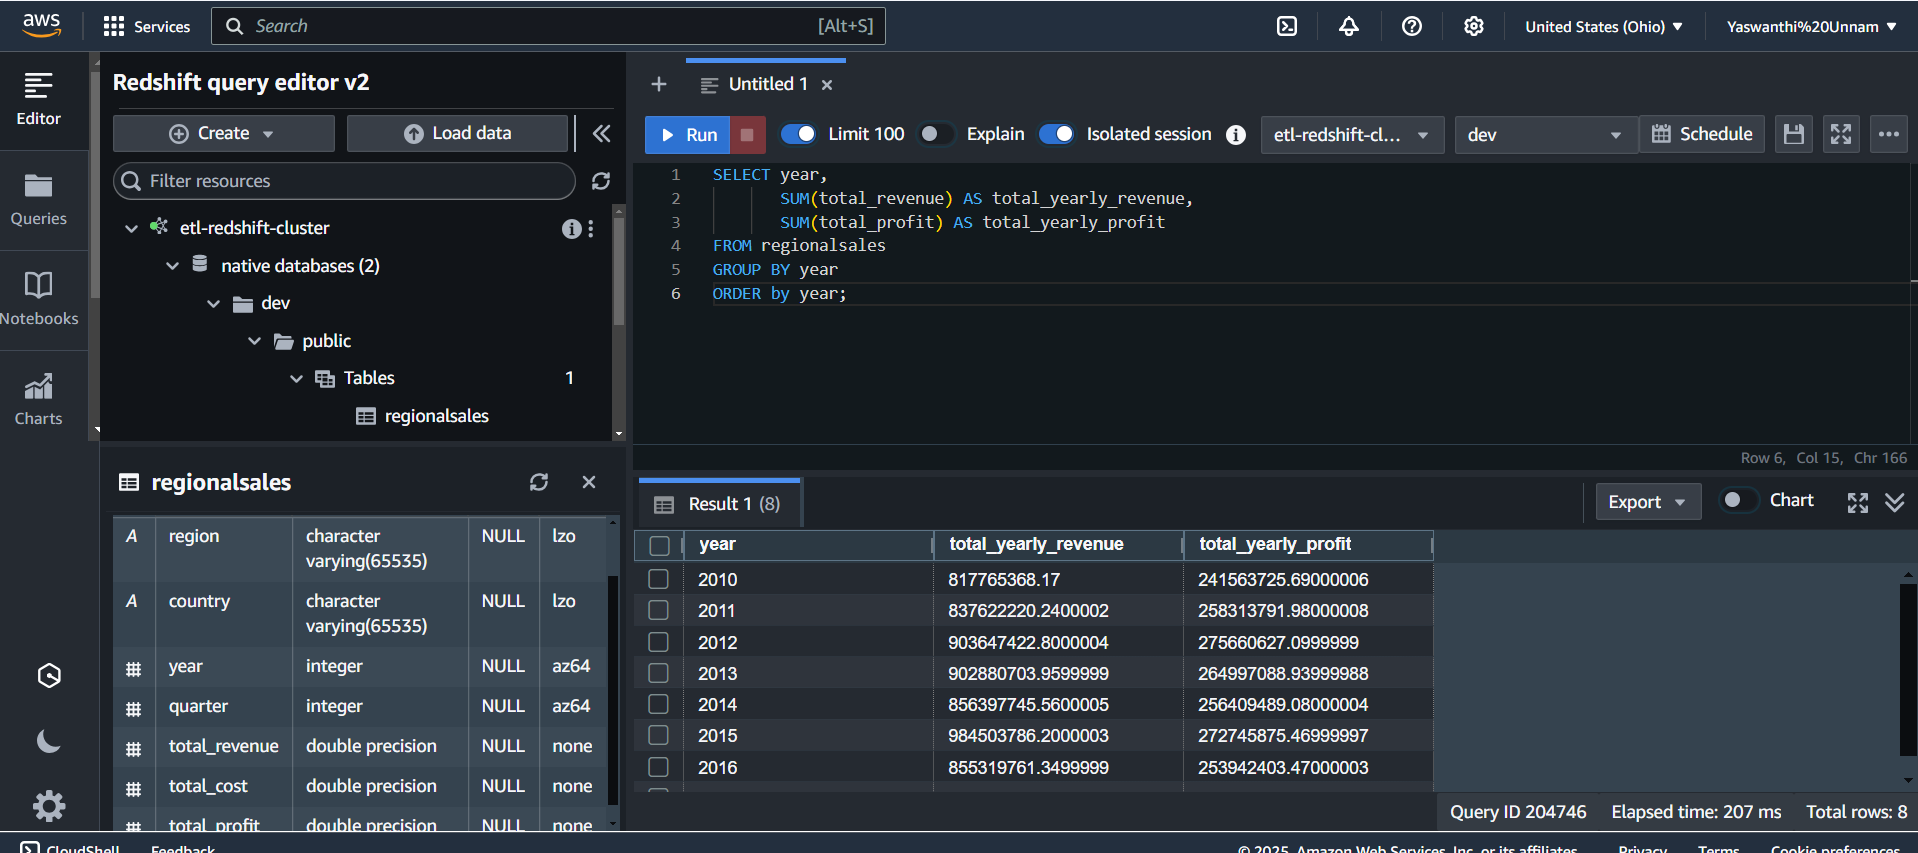 aws
Services
Search
[Alt+S]
United States (Ohio)
Yaswanthi%20Unnam
Editor
Queries
Notebooks
Charts
Redshift query editor v2
Create
Load data
Filter resources
etl-redshift-cluster
native databases (2)
dev
public
Tables 1
regionalsales
regionalsales
A region character varying(65535) NULL lzo
A country character varying(65535) NULL lzo
year integer NULL az64
quarter integer NULL az64
total_revenue double precision NULL none
total_cost double precision NULL none
total_profit double precision NULL none
Untitled 1
Run
Limit 100
Explain
Isolated session
etl-redshift-cl...
dev
Schedule
1 SELECT year,
2 SUM(total_revenue) AS total_yearly_revenue,
3 SUM(total_profit) AS total_yearly_profit
4 FROM regionalsales
5 GROUP BY year
6 ORDER by year;
Row 6, Col 15, Chr 166
Result 1 (8)
Export
Chart
year total_yearly_revenue total_yearly_profit
2010 817765368.17 241563725.69000006
2011 837622220.2400002 258313791.98000008
2012 903647422.8000004 275660627.0999999
2013 902880703.9599999 264997088.93999988
2014 856397745.5600005 256409489.08000004
2015 984503786.2000003 272745875.46999997
2016 855319761.3499999 253942403.47000003
Query ID 204746 Elapsed time: 207 ms Total rows: 8
CloudShell Feedback
© 2025, Amazon Web Services, Inc. or its affiliates. Privacy Terms Cookie preferences